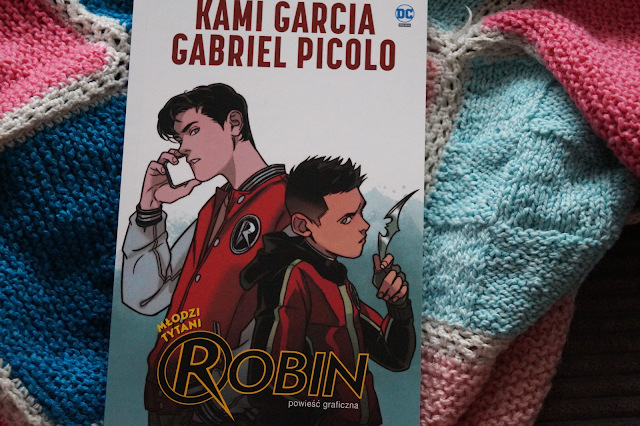 KAMI GARCIA
GABRIEL PICOLO
DC
R
MŁODZI
TYTANI
ROBIN
powieść graficzna